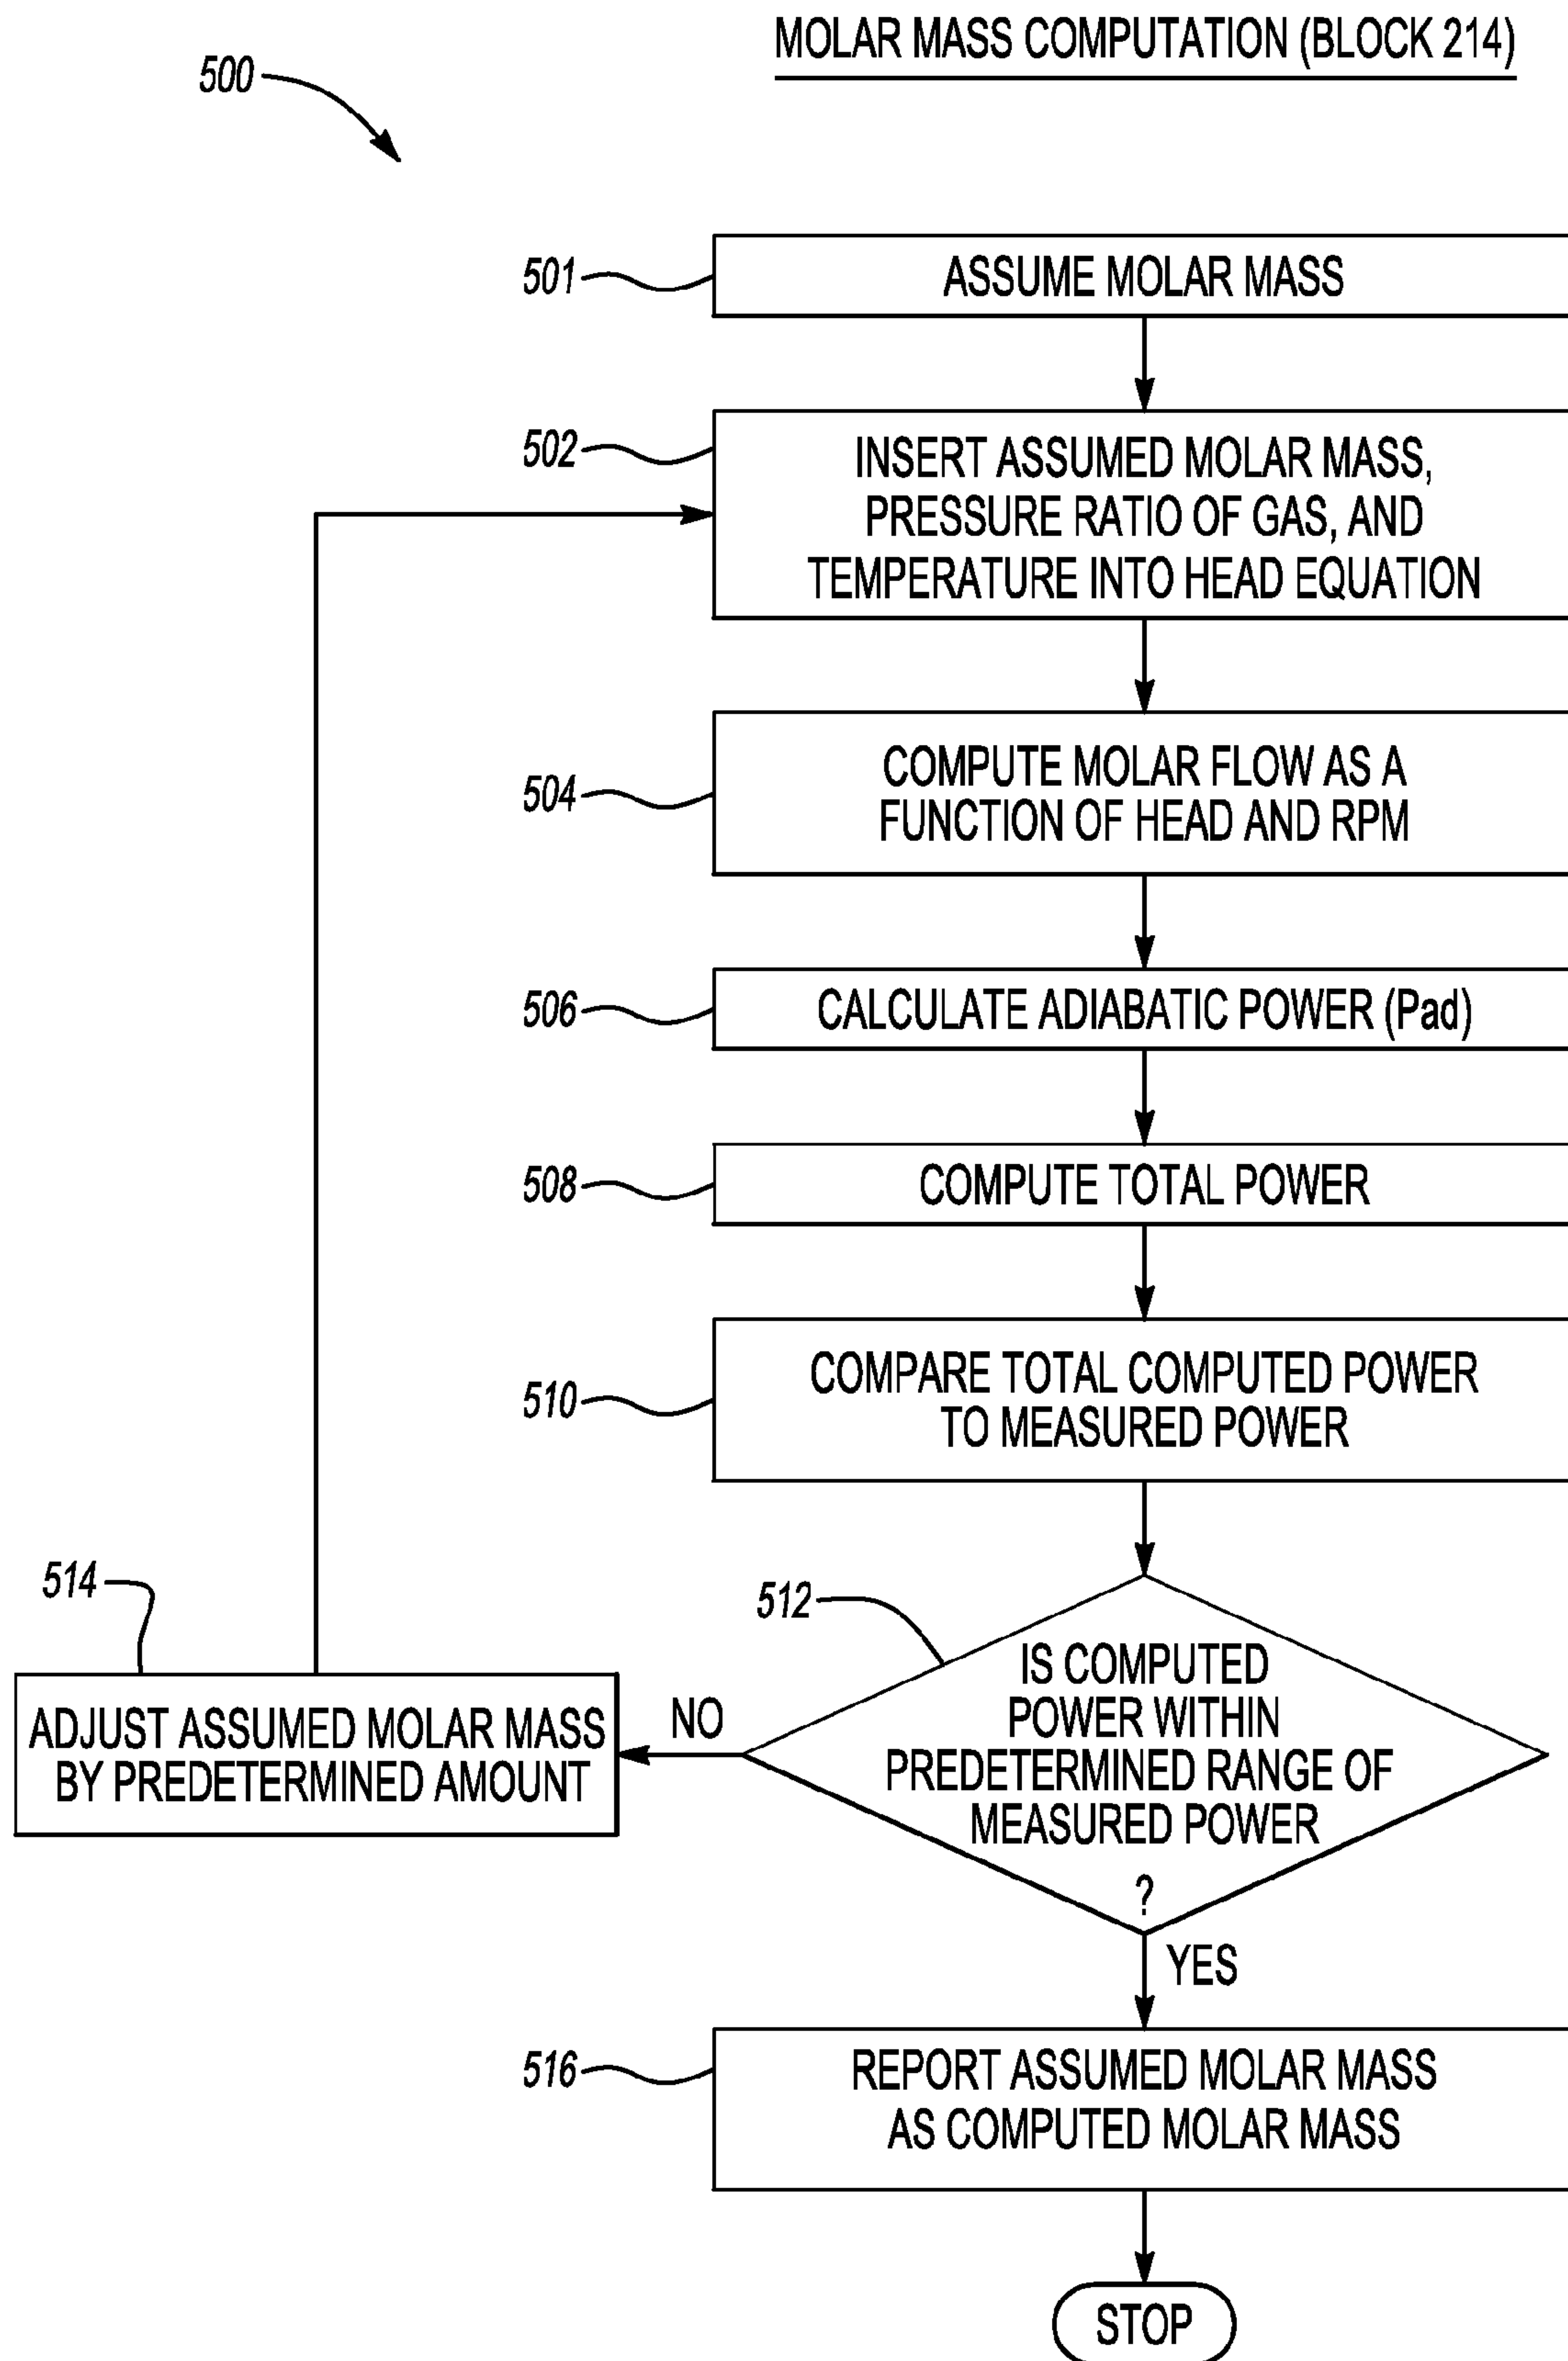 MOLAR MASS COMPUTATION (BLOCK 214)
500
501
ASSUME MOLAR MASS
502
INSERT ASSUMED MOLAR MASS,
PRESSURE RATIO OF GAS, AND
TEMPERATURE INTO HEAD EQUATION
504
COMPUTE MOLAR FLOW AS A
FUNCTION OF HEAD AND RPM
506
CALCULATE ADIABATIC POWER (Pad)
508
COMPUTE TOTAL POWER
510
COMPARE TOTAL COMPUTED POWER
TO MEASURED POWER
512
IS COMPUTED
POWER WITHIN
PREDETERMINED RANGE OF
MEASURED POWER
?
NO
514
ADJUST ASSUMED MOLAR MASS
BY PREDETERMINED AMOUNT
YES
516
REPORT ASSUMED MOLAR MASS
AS COMPUTED MOLAR MASS
STOP